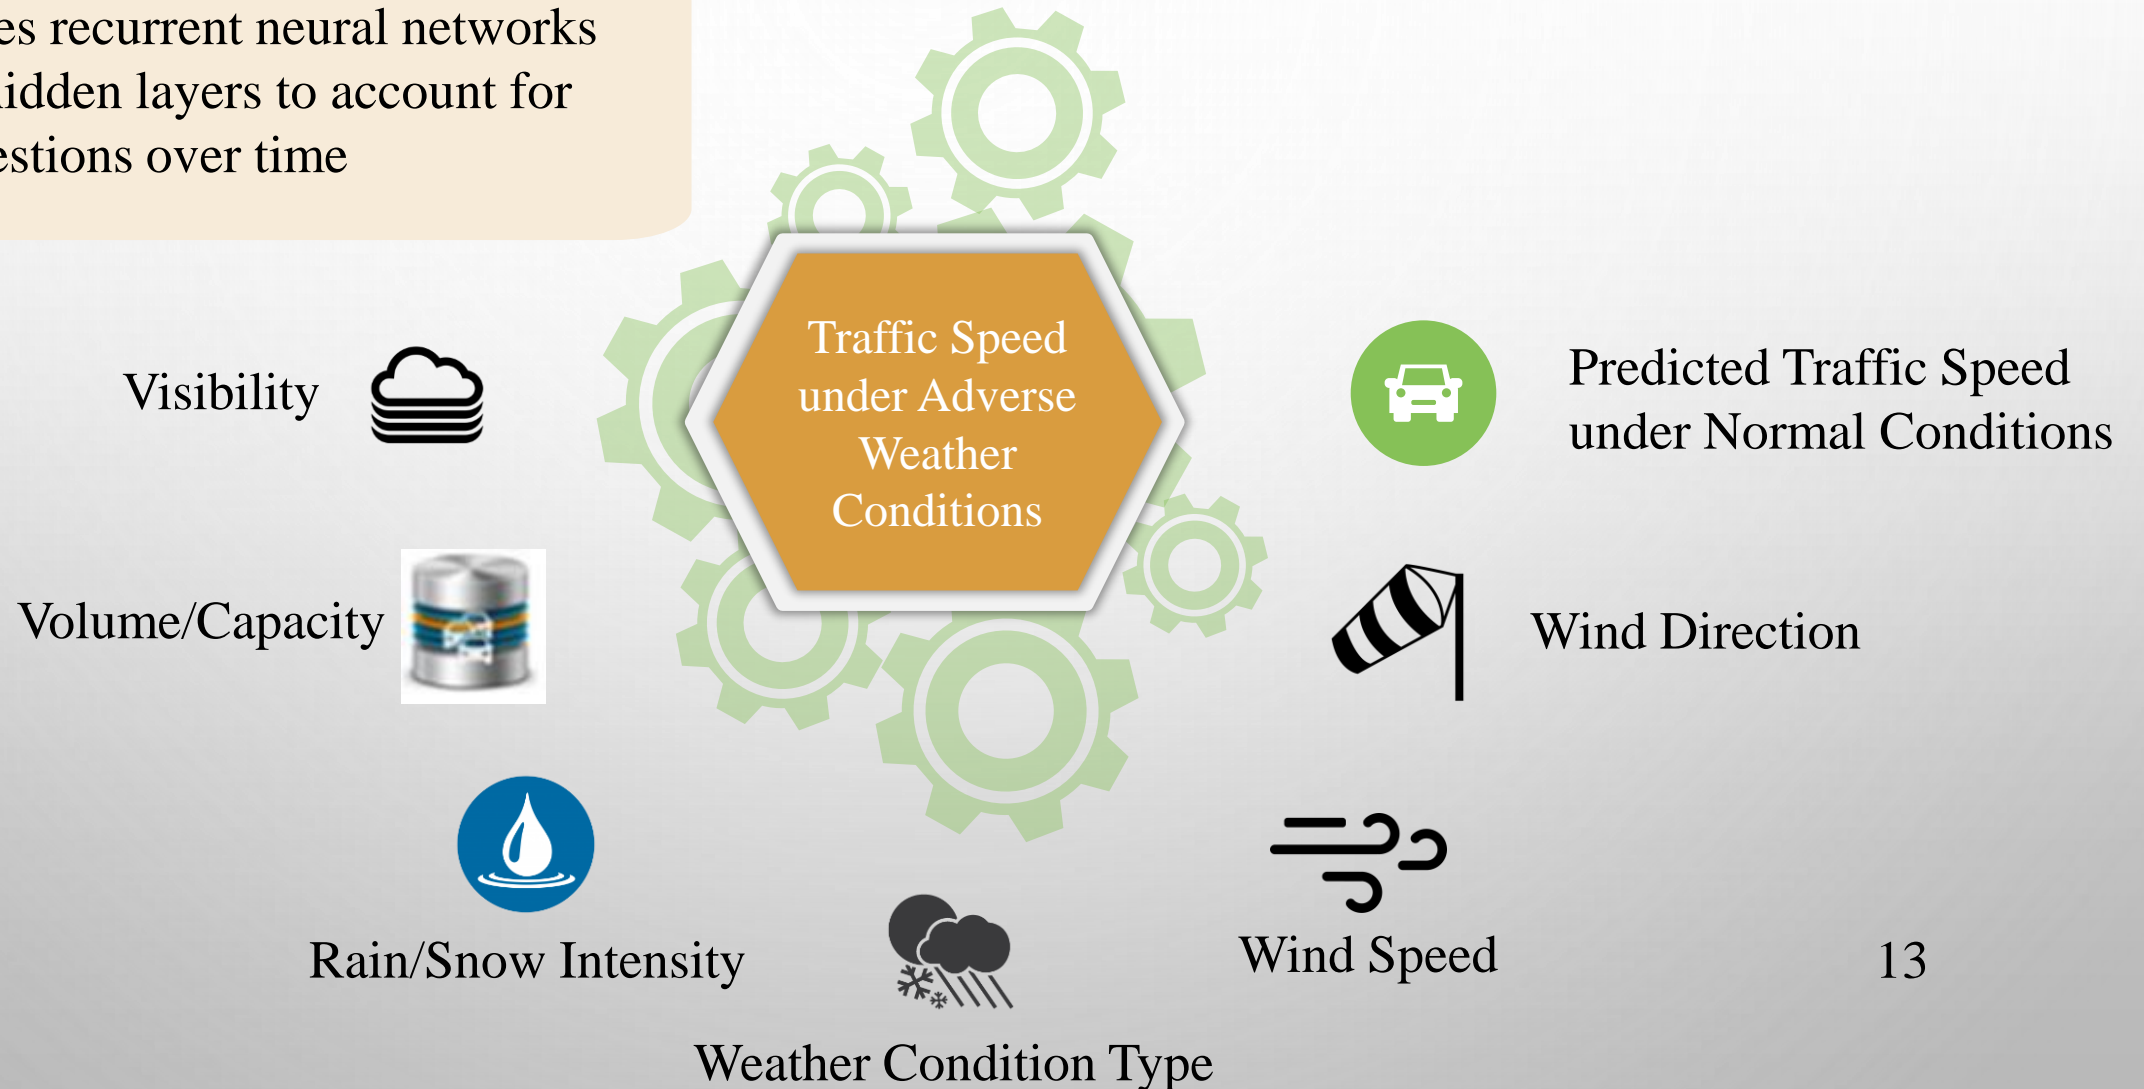 es recurrent neural networks
idden layers to account for
estions over time
Traffic Speed
under Adverse
Weather
Conditions
Visibility
Predicted Traffic Speed
under Normal Conditions
Volume/Capacity
Wind Direction
Rain/Snow Intensity
Wind Speed
13
Weather Condition Type